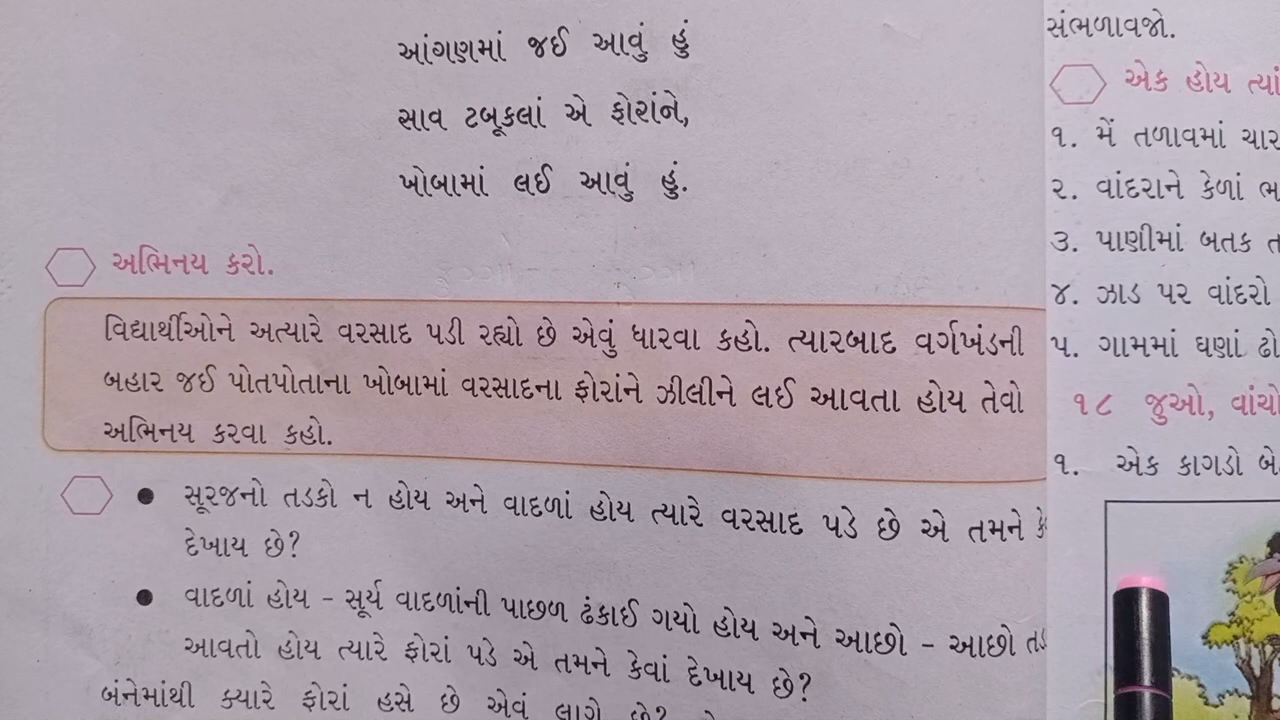 આંગણમાં જઈ આવું હું
સાવ ટબૂકલાં એ ફોરાંને,
ખોબામાં લઈ આવું હું.
અભિનય કરો.
વિદ્યાર્થીઓને અત્યારે વરસાદ પડી રહ્યો છે એવું ધારવા કહો. ત્યારબાદ વર્ગખંડની
બહાર જઈ પોતપોતાના ખોબામાં વરસાદના ફોરાંને ઝીલીને લઈ આવતા હોય તેવો
અભિનય કરવા કહો.
● સૂરજનો તડકો ન હોય અને વાદળાં હોય ત્યારે વરસાદ પડે છે એ તમને
દેખાય છે?
● વાદળાં હોય – સૂર્ય વાદળાંની પાછળ ઢંકાઈ ગયો હોય અને આછો – આછો
આવતો હોય ત્યારે ફોરાં પડે એ તમને કેવાં દેખાય છે?
બંનેમાંથી ક્યારે ફોરાં હસે છે એવું લાગે છે?
સંભળાવજો.
એક હોય ત્યાં
૧. મેં તળાવમાં ચાર
૨. વાંદરાને કેળાં
૩. પાણીમાં બતક
૪. ઝાડ પર વાંદરો
૫. ગામમાં ઘણાં
૧૮ જુઓ, વાંચો
૧. એક કાગડો